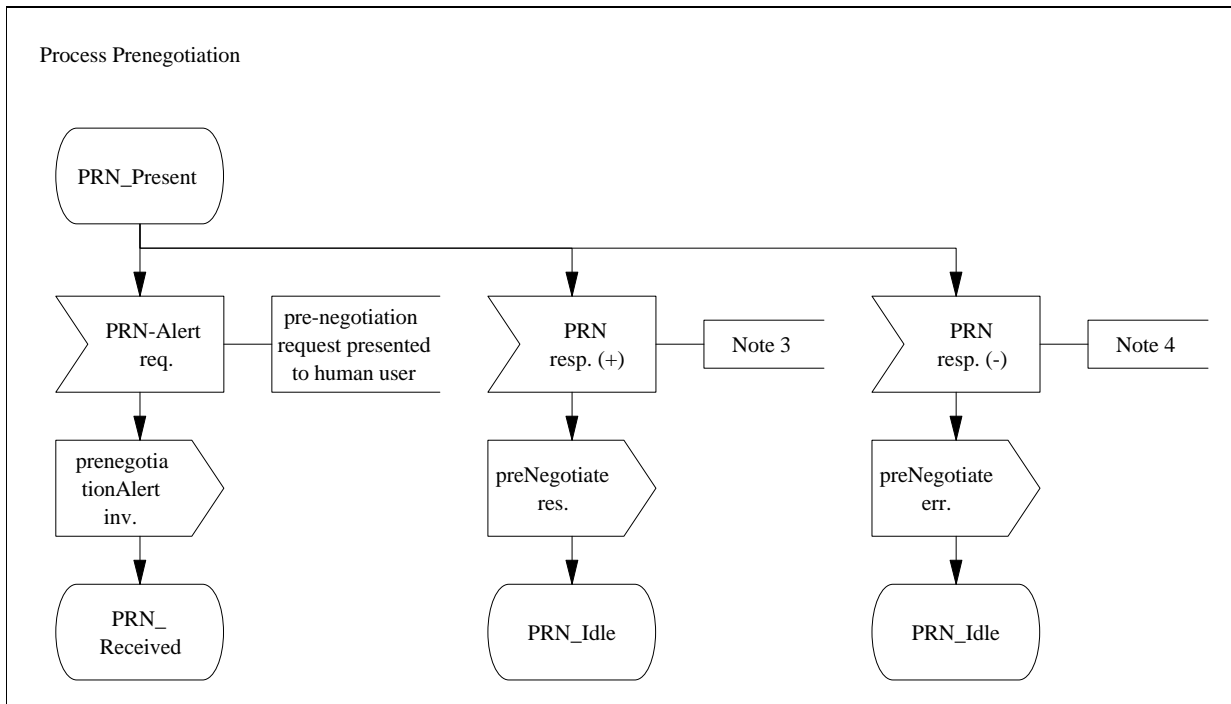 Process Prenegotiation
PRN_Present
PRN-Alert
req.
pre-negotiation
request presented
to human user
PRN
resp. (+)
Note 3
PRN
resp. (-)
Note 4
prenegotia
tionAlert
inv.
preNegotiate
res.
preNegotiate
err.
PRN_
Received
PRN_Idle
PRN_Idle